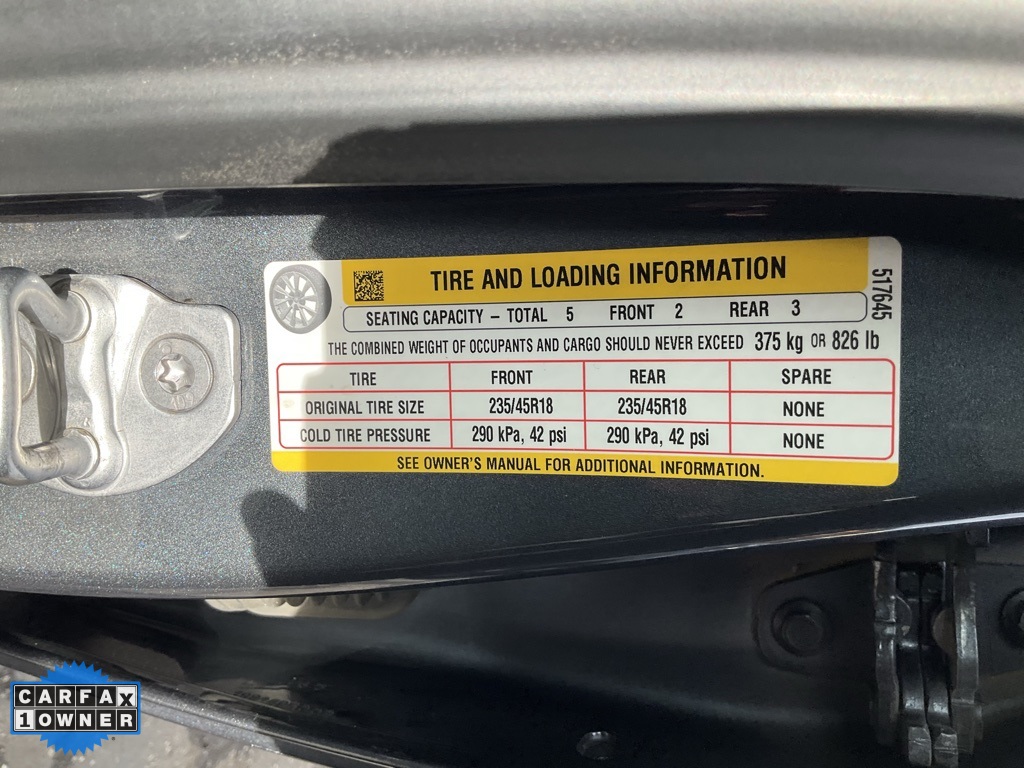 TIRE AND LOADING INFORMATION
517645
SEATING CAPACITY – TOTAL 5 FRONT 2 REAR 3
THE COMBINED WEIGHT OF OCCUPANTS AND CARGO SHOULD NEVER EXCEED 375 kg OR 826 lb
TIRE FRONT REAR SPARE
ORIGINAL TIRE SIZE 235/45R18 235/45R18 NONE
COLD TIRE PRESSURE 290 kPa, 42 psi 290 kPa, 42 psi NONE
SEE OWNER'S MANUAL FOR ADDITIONAL INFORMATION.
CARFAX
1 OWNER